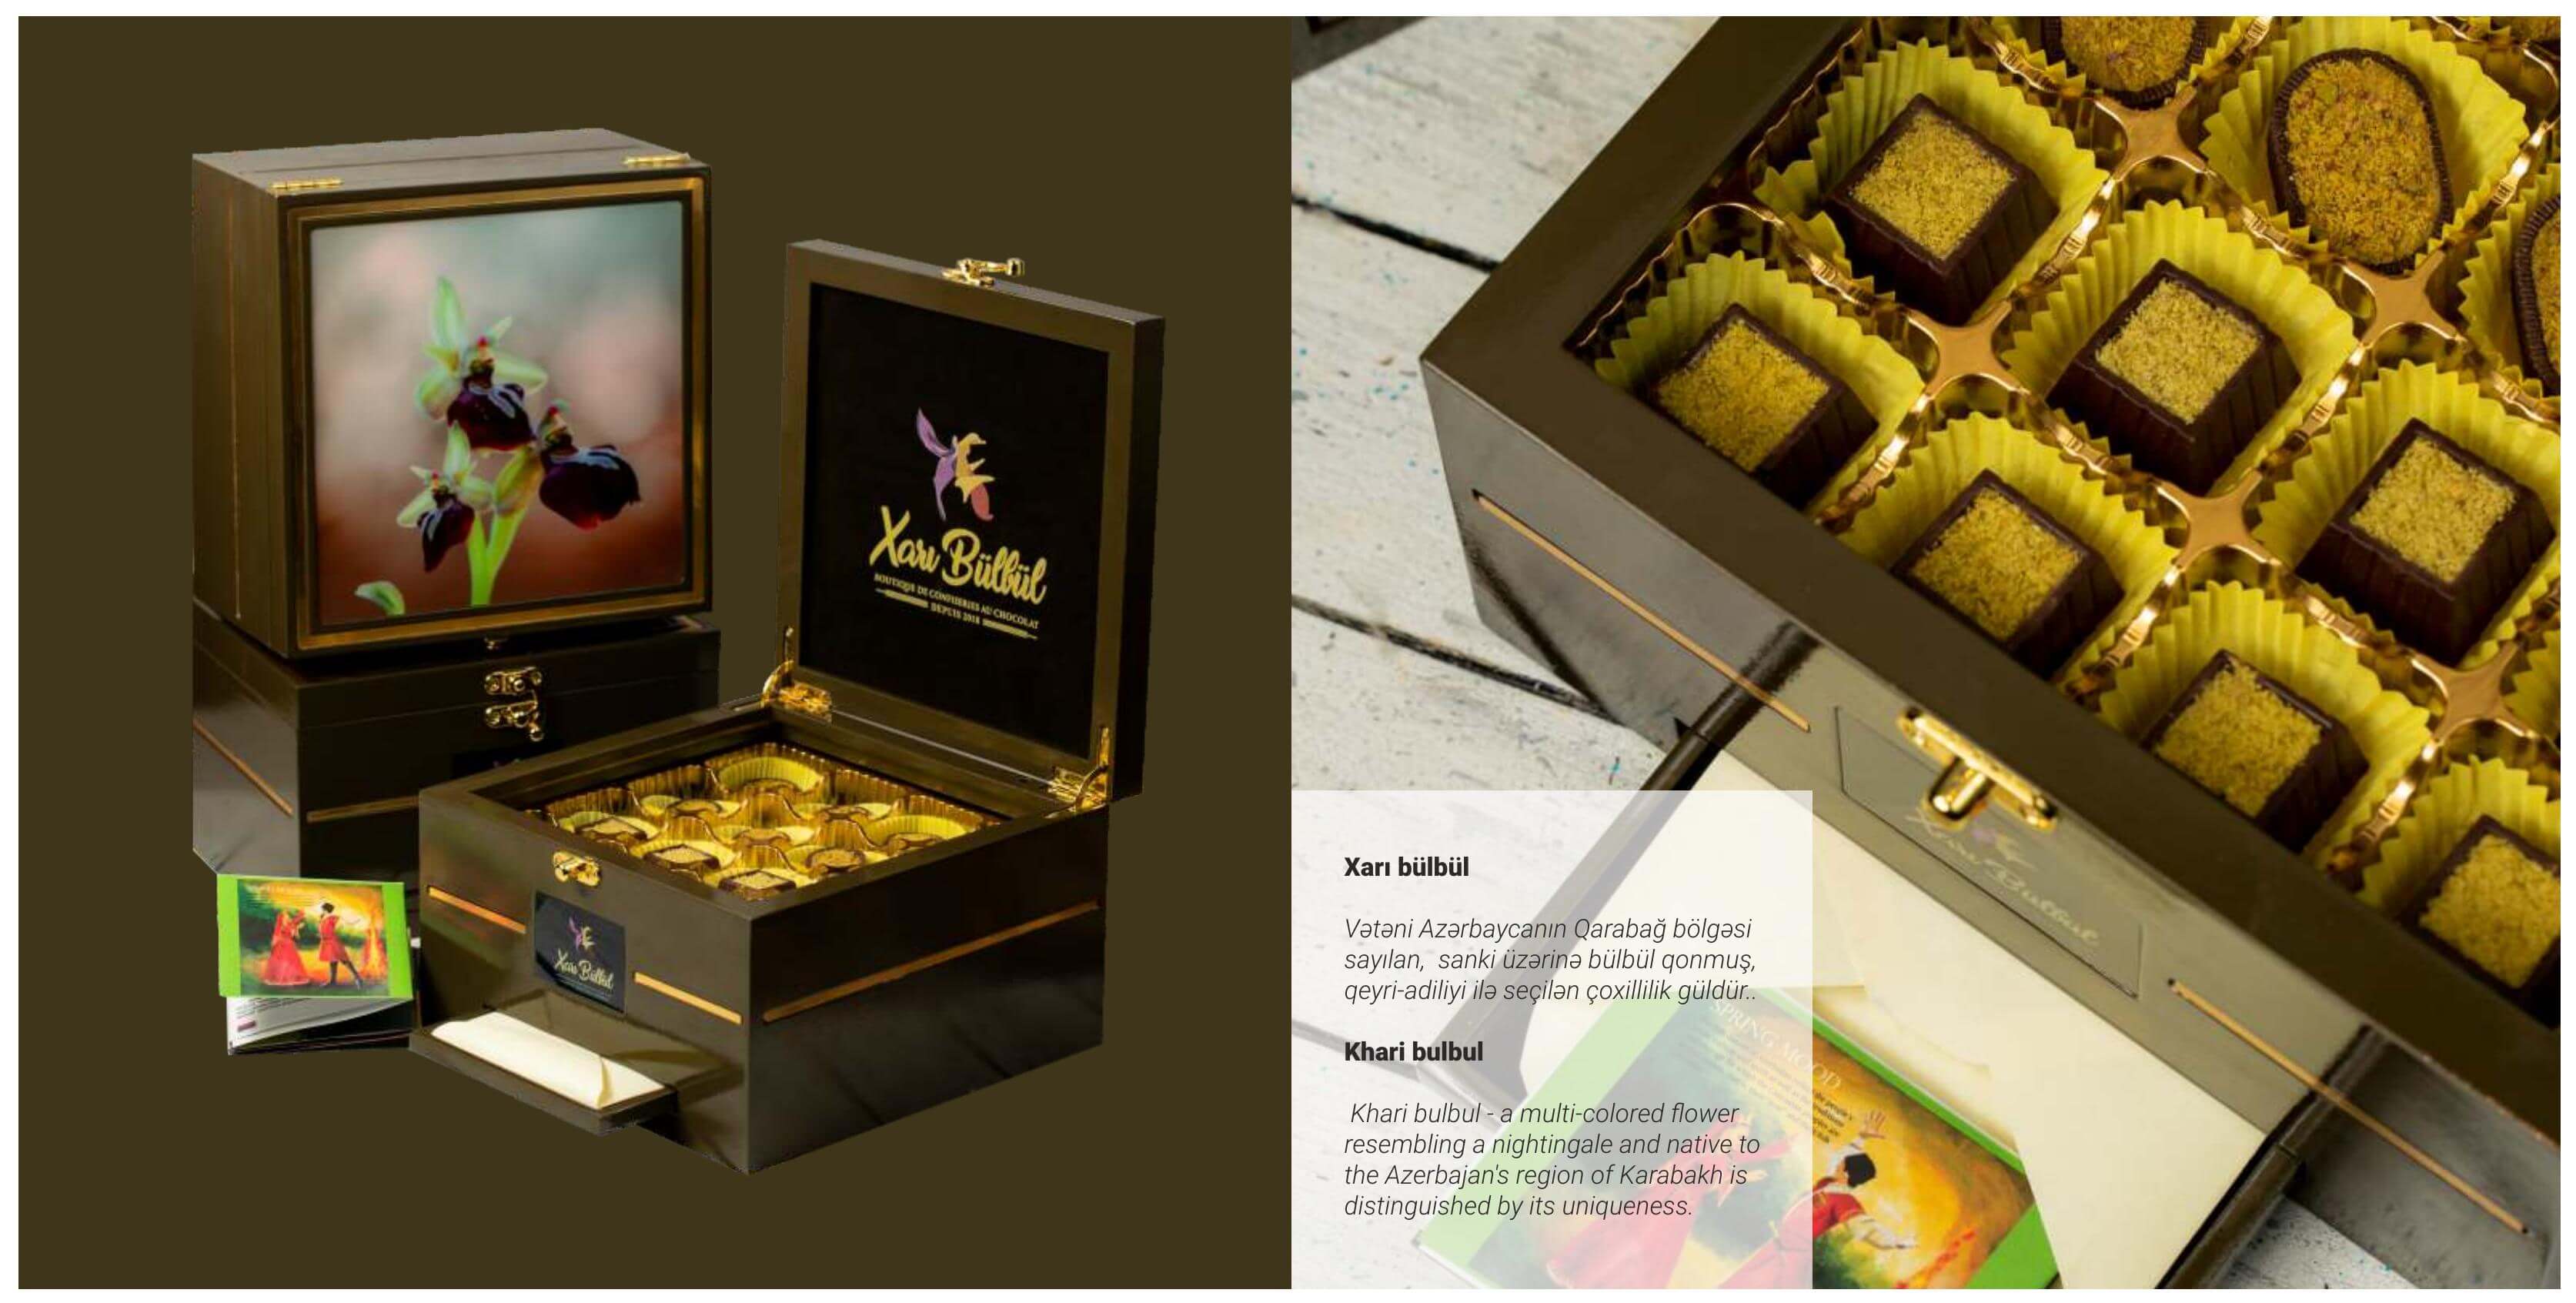 Xarı Bülbül
BOUTIQUE DE CONFISERIES AU CHOCOLAT
DEPUIS 2018
Xarı Bülbül
Xarı Bulbul
Xarı bülbül
Vətəni Azərbaycanın Qarabağ bölgəsi
sayılan, sanki üzərinə bülbül qonmuş,
qeyri-adiliyi ilə seçilən çoxillilik güldür..
Khari bulbul
Khari bulbul - a multi-colored flower
resembling a nightingale and native to
the Azerbajan's region of Karabakh is
distinguished by its uniqueness.
SPRING MOOD